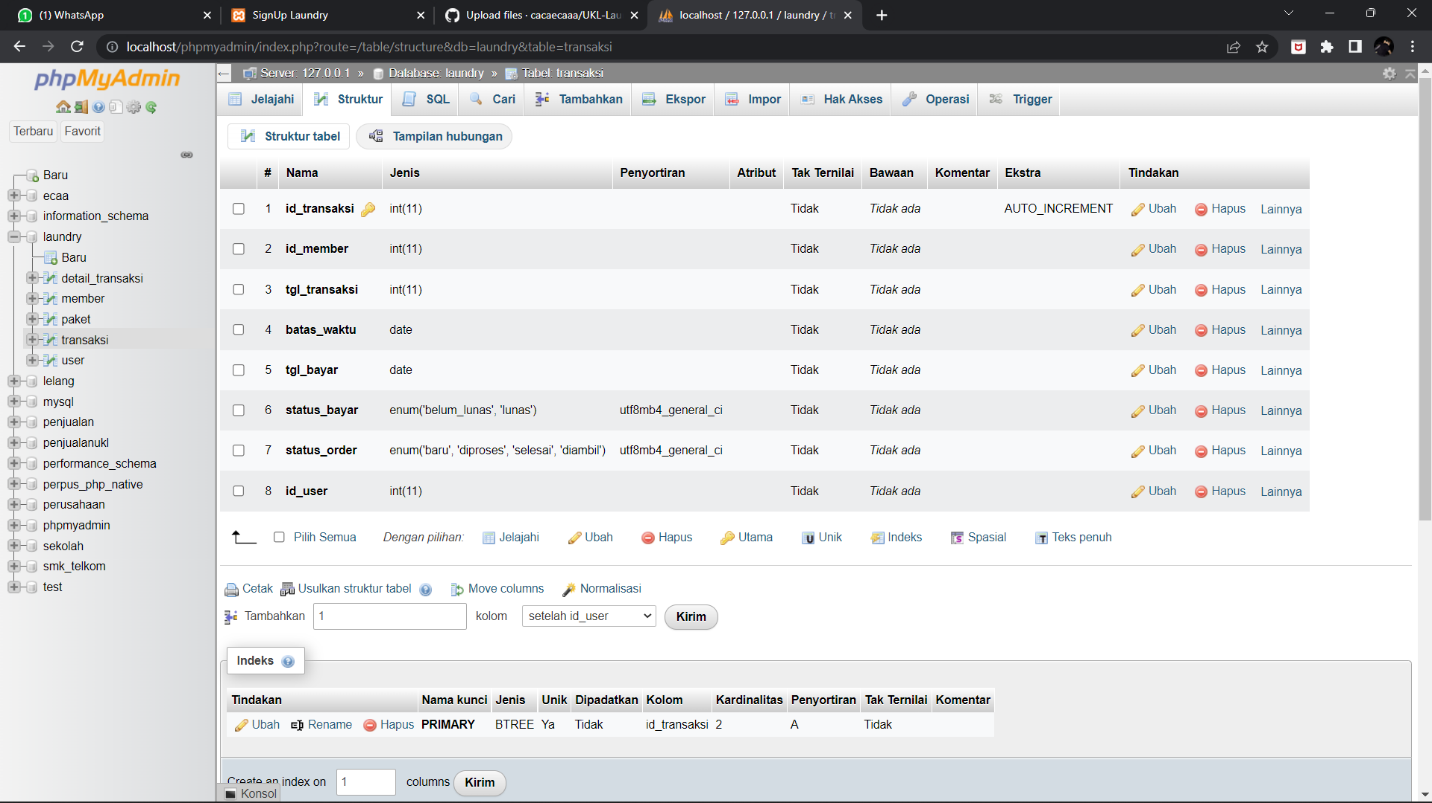 (1) WhatsApp
SignUp Laundry
Upload files · cacaecaaa/UKL-Lau
localhost / 127.0.0.1 / laundry / tr
localhost/phpmyadmin/index.php?route=/table/structure&db=laundry&table=transaksi
phpMyAdmin
Terbaru Favorit
Baru
ecaa
information_schema
laundry
Baru
detail_transaksi
member
paket
transaksi
user
lelang
mysql
penjualan
penjualanukl
performance_schema
perpus_php_native
perusahaan
phpmyadmin
sekolah
smk_telkom
test
Server: 127.0.0.1 » Database: laundry » Tabel: transaksi
Jelajahi Struktur SQL Cari Tambahkan Ekspor Impor Hak Akses Operasi Trigger
Struktur tabel Tampilan hubungan
# Nama Jenis Penyortiran Atribut Tak Ternilai Bawaan Komentar Ekstra Tindakan
1 id_transaksi int(11) Tidak Tidak ada AUTO_INCREMENT Ubah Hapus Lainnya
2 id_member int(11) Tidak Tidak ada Ubah Hapus Lainnya
3 tgl_transaksi int(11) Tidak Tidak ada Ubah Hapus Lainnya
4 batas_waktu date Tidak Tidak ada Ubah Hapus Lainnya
5 tgl_bayar date Tidak Tidak ada Ubah Hapus Lainnya
6 status_bayar enum('belum_lunas', 'lunas') utf8mb4_general_ci Tidak Tidak ada Ubah Hapus Lainnya
7 status_order enum('baru', 'diproses', 'selesai', 'diambil') utf8mb4_general_ci Tidak Tidak ada Ubah Hapus Lainnya
8 id_user int(11) Tidak Tidak ada Ubah Hapus Lainnya
Pilih Semua Dengan pilihan: Jelajahi Ubah Hapus Utama Unik Indeks Spasial Teks penuh
Cetak Usulkan struktur tabel Move columns Normalisasi
Tambahkan 1 kolom setelah id_user Kirim
Indeks
Tindakan Nama kunci Jenis Unik Dipadatkan Kolom Kardinalitas Penyortiran Tak Ternilai Komentar
Ubah Rename Hapus PRIMARY BTREE Ya Tidak id_transaksi 2 A Tidak
Create an index on 1 columns Kirim
Konsol